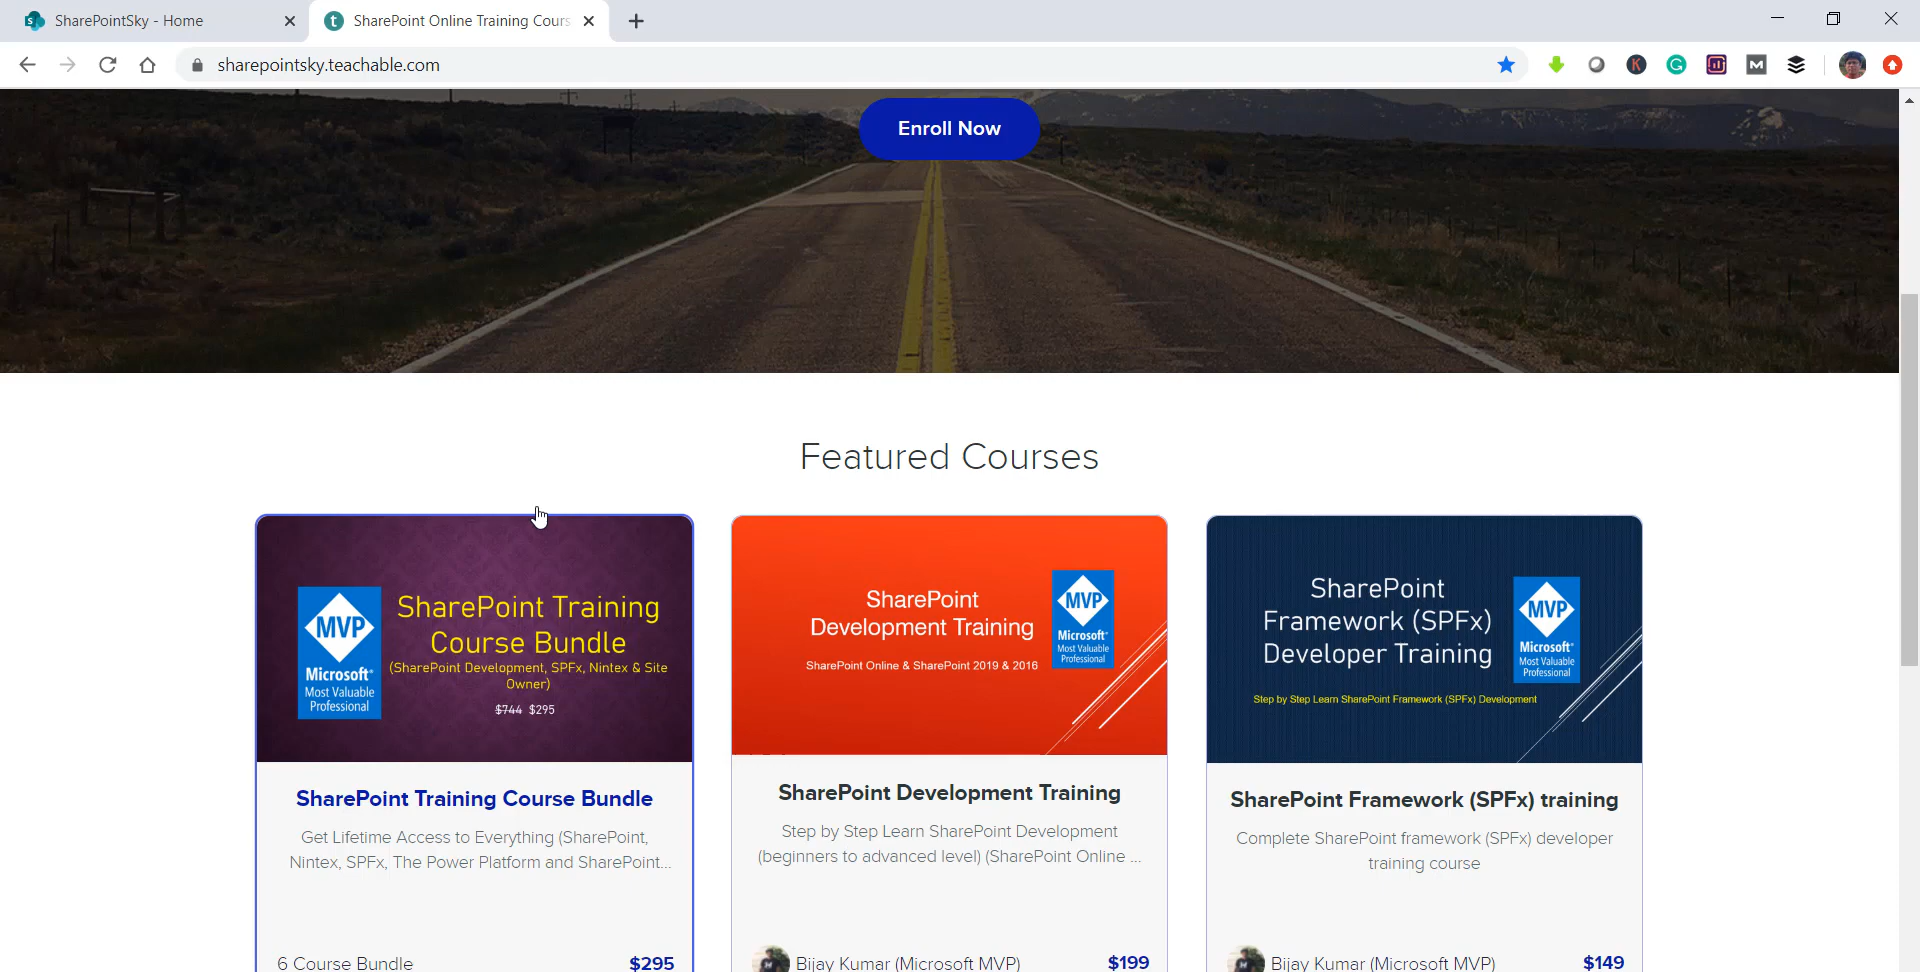 SharePointSky - Home
SharePoint Online Training Cours
sharepointsky.teachable.com
Enroll Now
Featured Courses
MVP
Microsoft®
Most Valuable
Professional
SharePoint Training
Course Bundle
(SharePoint Development, SPFx, Nintex & Site
Owner)
$744 $295
SharePoint Training Course Bundle
Get Lifetime Access to Everything (SharePoint,
Nintex, SPFx, The Power Platform and SharePoint...
6 Course Bundle
$295
SharePoint
Development Training
SharePoint Online & SharePoint 2019 & 2016
MVP
Microsoft®
Most Valuable
Professional
SharePoint Development Training
Step by Step Learn SharePoint Development
(beginners to advanced level) (SharePoint Online ...
Bijay Kumar (Microsoft MVP)
$199
SharePoint
Framework (SPFx)
Developer Training
Step by Step Learn SharePoint Framework (SPFx) Development
MVP
Microsoft®
Most Valuable
Professional
SharePoint Framework (SPFx) training
Complete SharePoint framework (SPFx) developer
training course
Bijay Kumar (Microsoft MVP)
$149